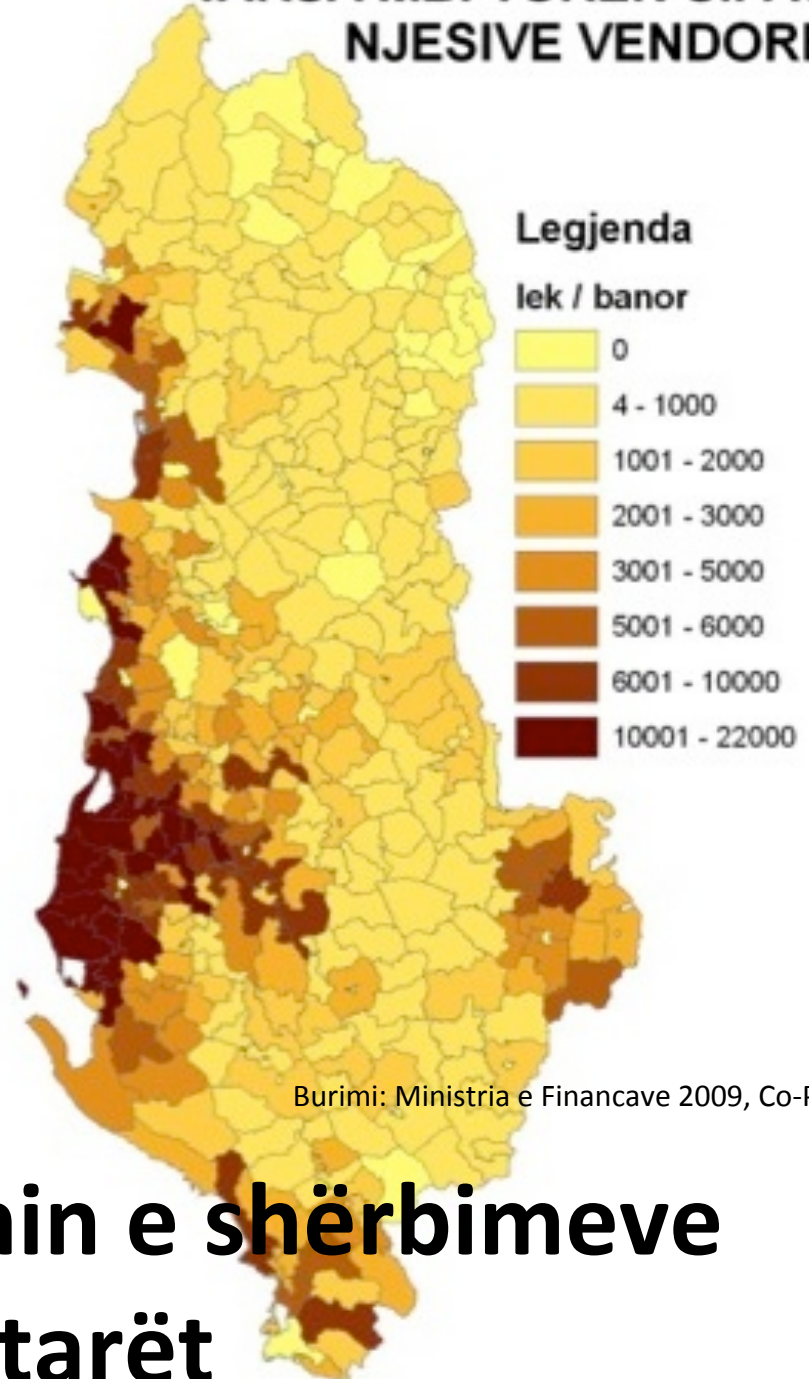 NJESIVE VENDORE
Legjenda
lek / banor
0
4 - 1000
1001 - 2000
2001 - 3000
3001 - 5000
5001 - 6000
6001 - 10000
10001 - 22000
Burimi: Ministria e Financave 2009, Co-P
in e shërbimeve
tarët